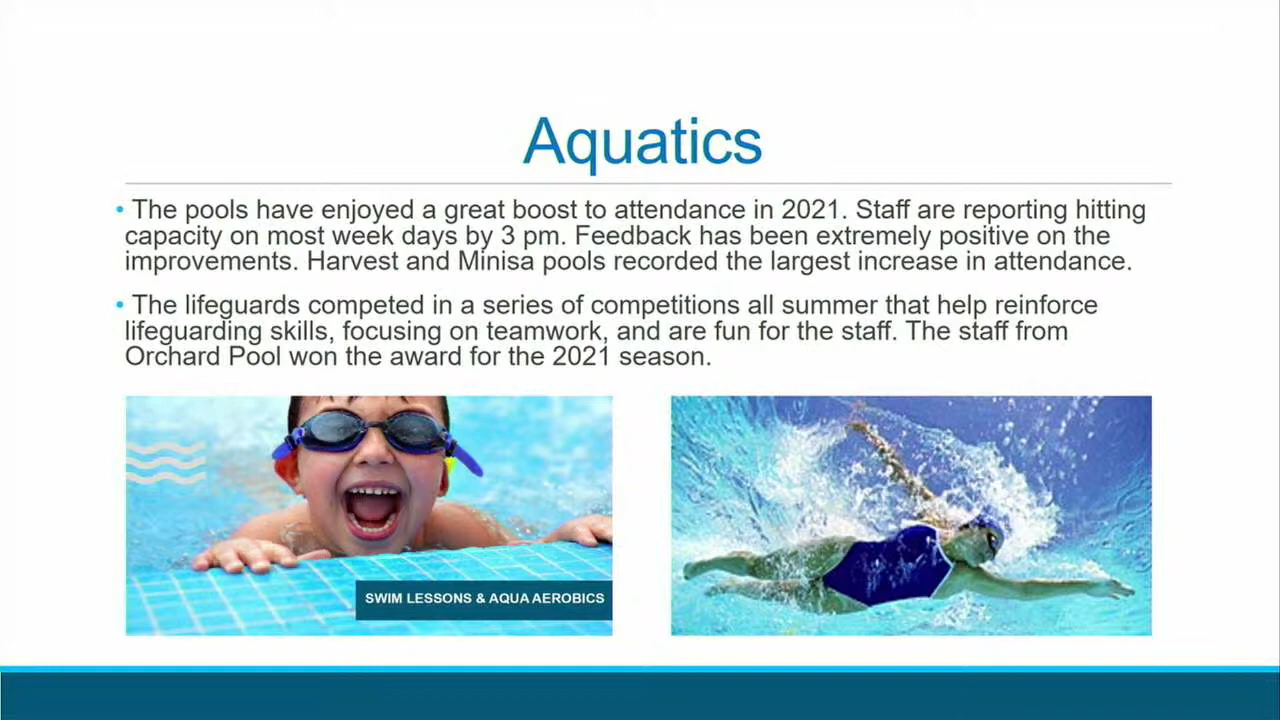 Aquatics
• The pools have enjoyed a great boost to attendance in 2021. Staff are reporting hitting
capacity on most week days by 3 pm. Feedback has been extremely positive on the
improvements. Harvest and Minisa pools recorded the largest increase in attendance.
• The lifeguards competed in a series of competitions all summer that help reinforce
lifeguarding skills, focusing on teamwork, and are fun for the staff. The staff from
Orchard Pool won the award for the 2021 season.
SWIM LESSONS & AQUA AEROBICS